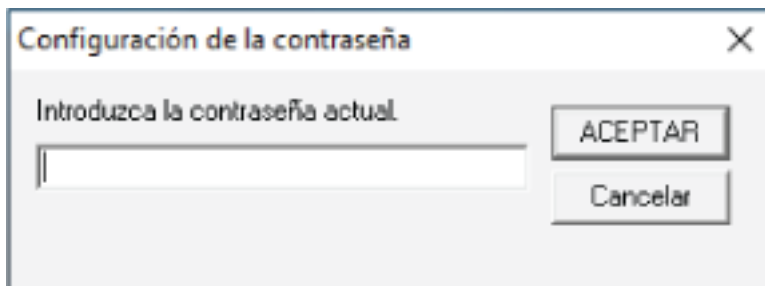 Configuración de la contraseña
Introduzca la contraseña actual.
ACEPTAR
Cancelar